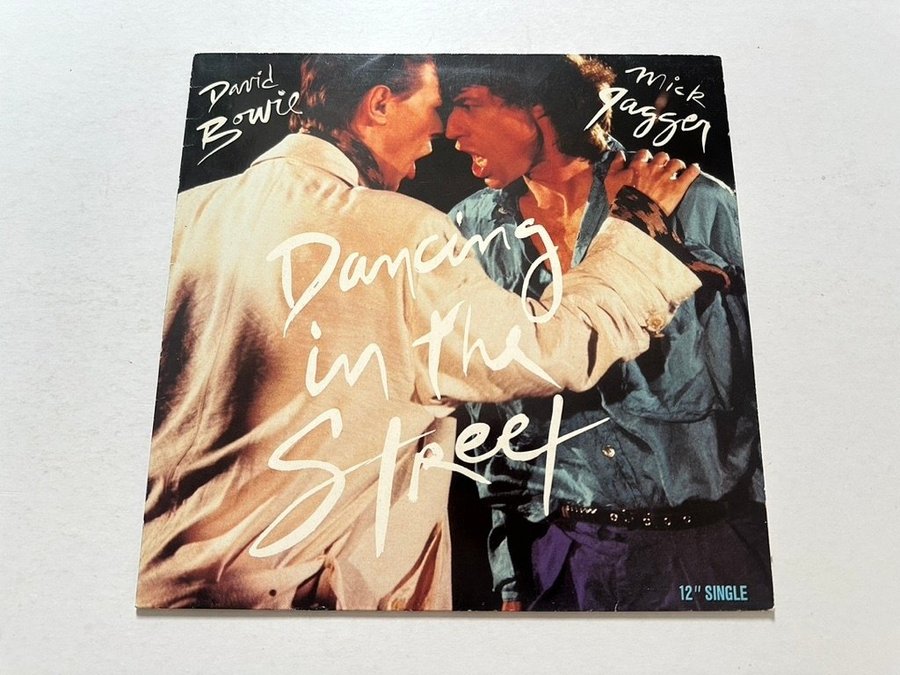 David
Bowie
Mick
Jagger
Dancing
in the
Street
12" SINGLE